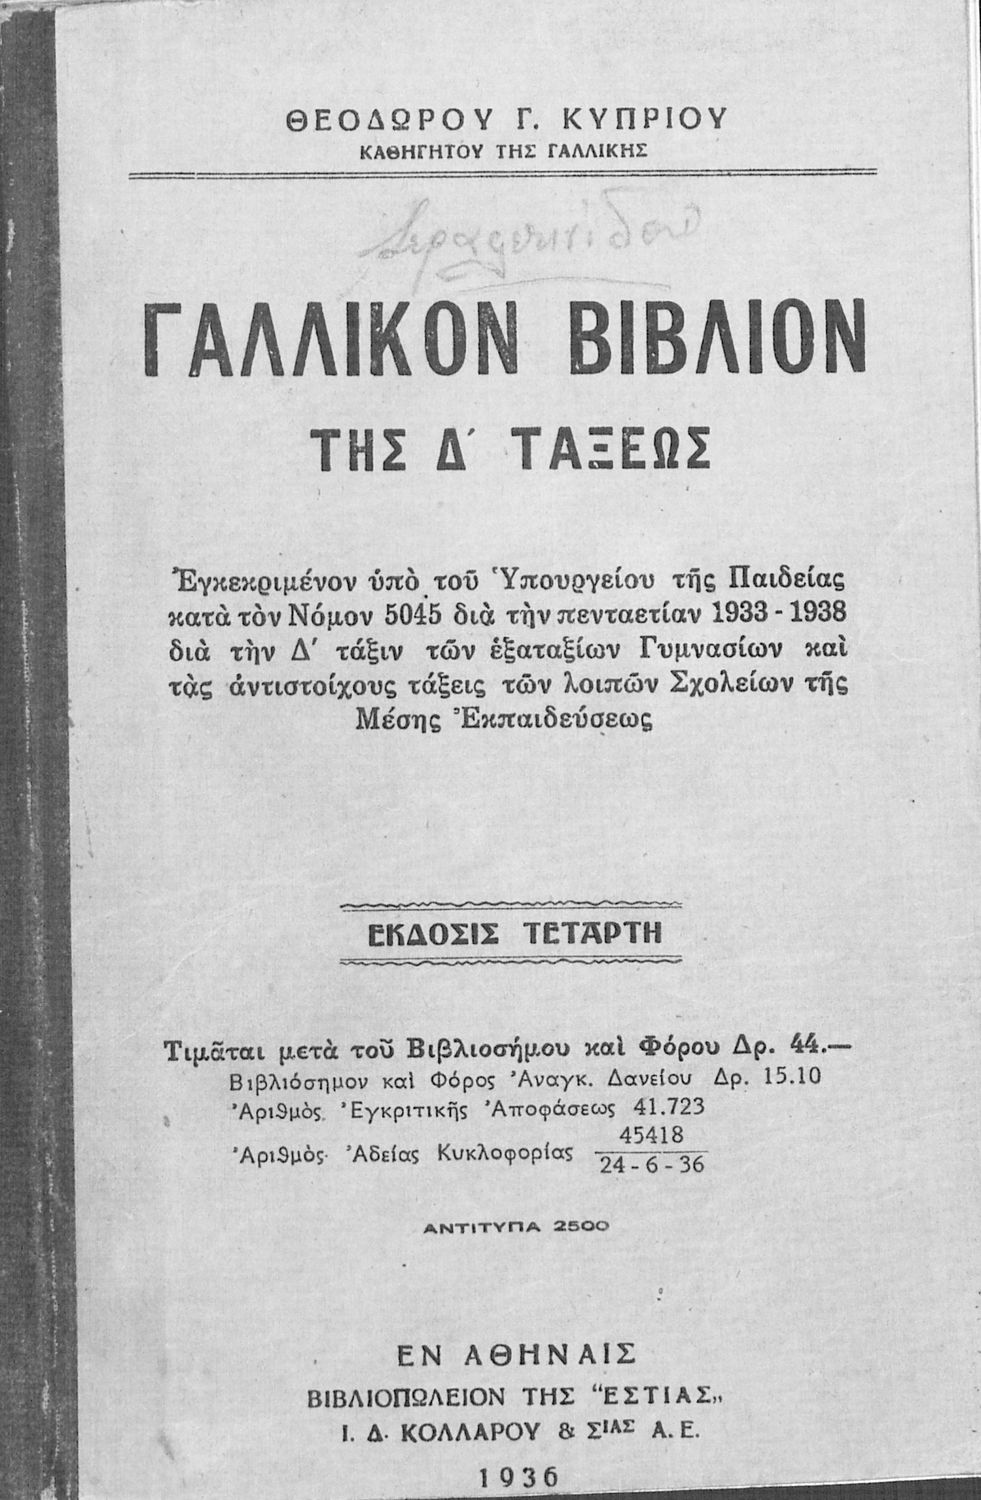 ΘΕΟΔΩΡΟΥ Γ. ΚΥΠΡΙΟΥ
ΚΑΘΗΓΗΤΟΥ ΤΗΣ ΓΑΛΛΙΚΗΣ
ΓΑΛΛΙΚΟΝ ΒΙΒΛΙΟΝ
ΤΗΣ Δ΄ ΤΑΞΕΩΣ
Ἐγκεκριμένον ὑπὸ τοῦ Ὑπουργείου τῆς Παιδείας
κατὰ τὸν Νόμον 5045 διὰ τὴν πενταετίαν 1933 - 1938
διὰ τὴν Δ΄ τάξιν τῶν ἑξαταξίων Γυμνασίων καὶ
τὰς ἀντιστοίχους τάξεις τῶν λοιπῶν Σχολείων τῆς
Μέσης Ἐκπαιδεύσεως
ΕΚΔΟΣΙΣ ΤΕΤΑΡΤΗ
Τιμᾶται μετὰ τοῦ Βιβλιοσήμου καὶ Φόρου Δρ. 44.—
Βιβλιόσημον καὶ Φόρος Ἀναγκ. Δανείου Δρ. 15.10
Ἀριθμὸς Ἐγκριτικῆς Ἀποφάσεως 41.723
Ἀριθμὸς Ἀδείας Κυκλοφορίας 45418
24 - 6 - 36
ΑΝΤΙΤΥΠΑ 2500
ΕΝ ΑΘΗΝΑΙΣ
ΒΙΒΛΙΟΠΩΛΕΙΟΝ ΤΗΣ “ΕΣΤΙΑΣ„
Ι. Δ. ΚΟΛΛΑΡΟΥ & ΣΙΑΣ Α. Ε.
1936